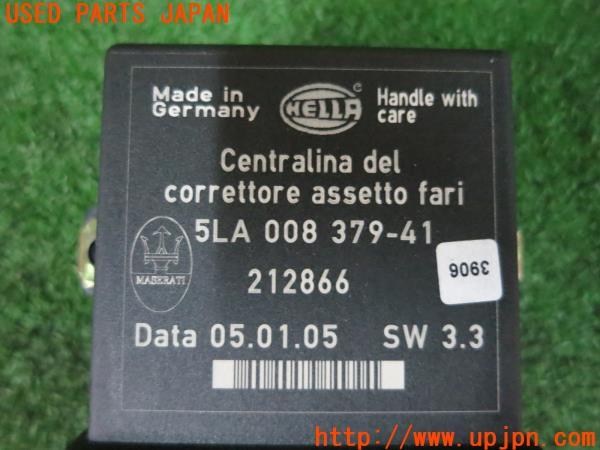 USED PARTS JAPAN
Made in
Germany
HELLA
Handle with
care
Centralina del
correttore assetto fari
5LA 008 379-41
212866
3906
MASERATI
Data 05.01.05 SW 3.3
http://www.upjpn.com/